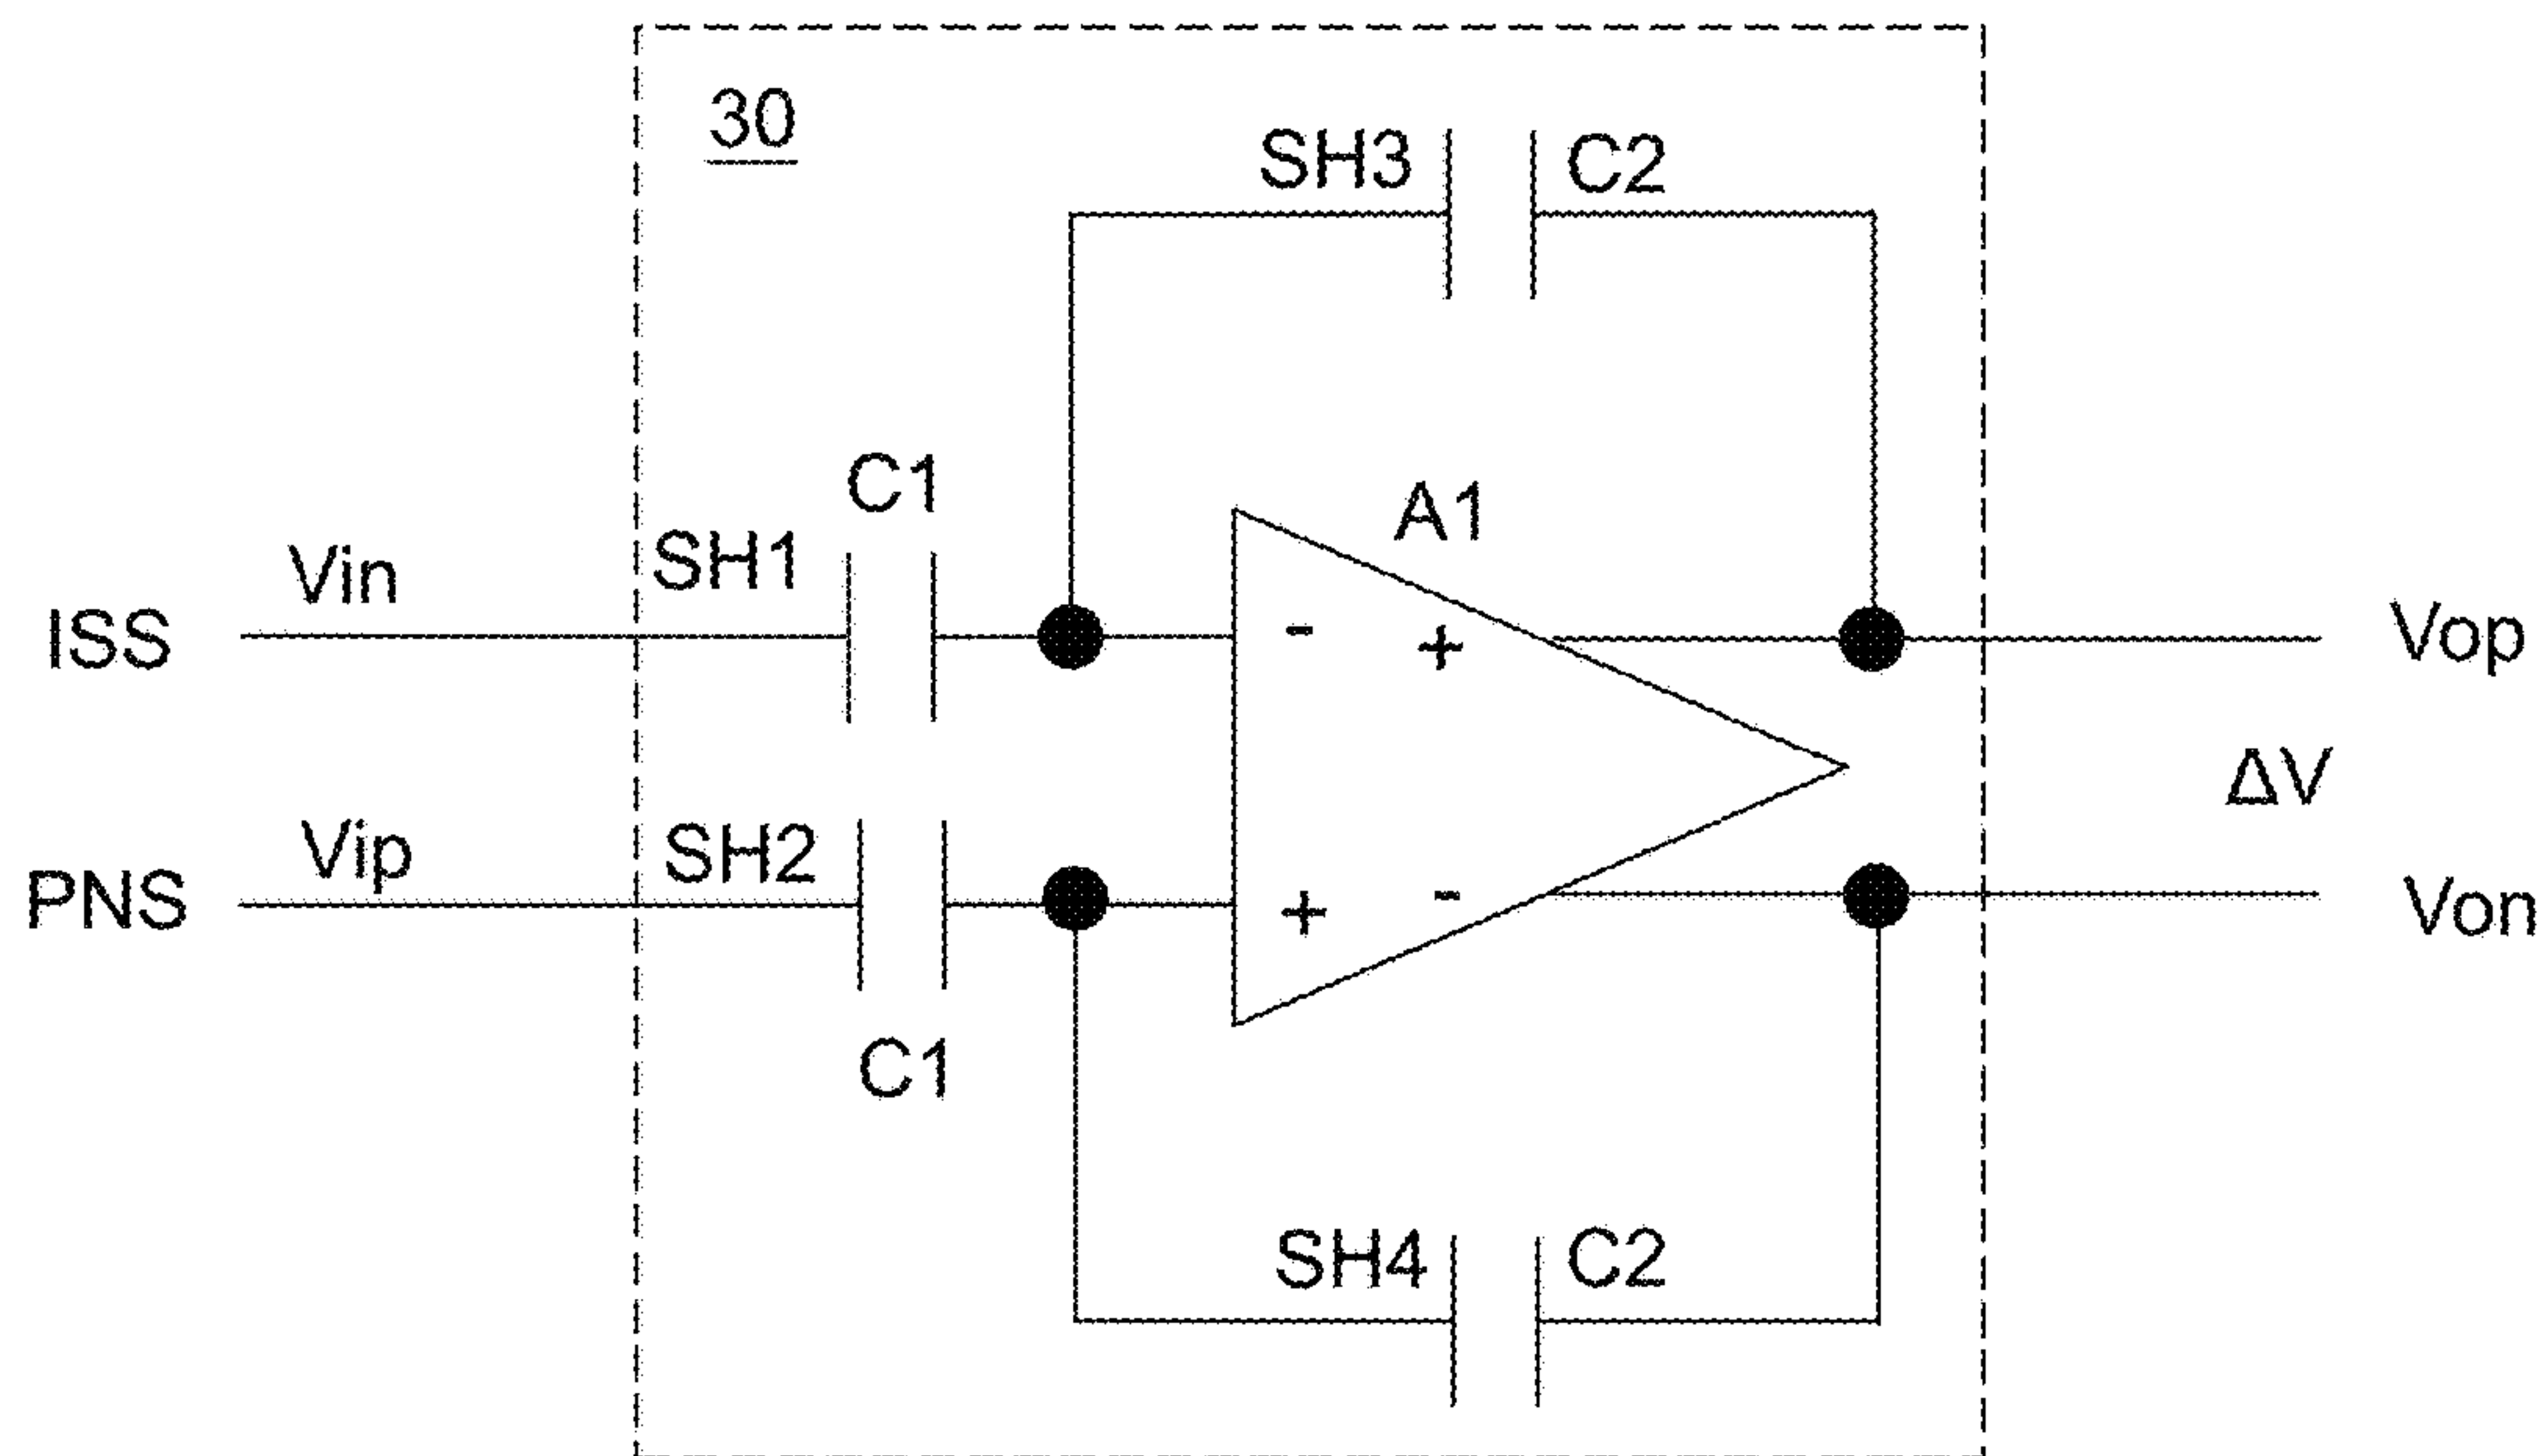 30
SH3 C2
C1
A1
Vin SH1
ISS - + Vop
ΔV
Vip SH2
PNS + - Von
C1
SH4 C2